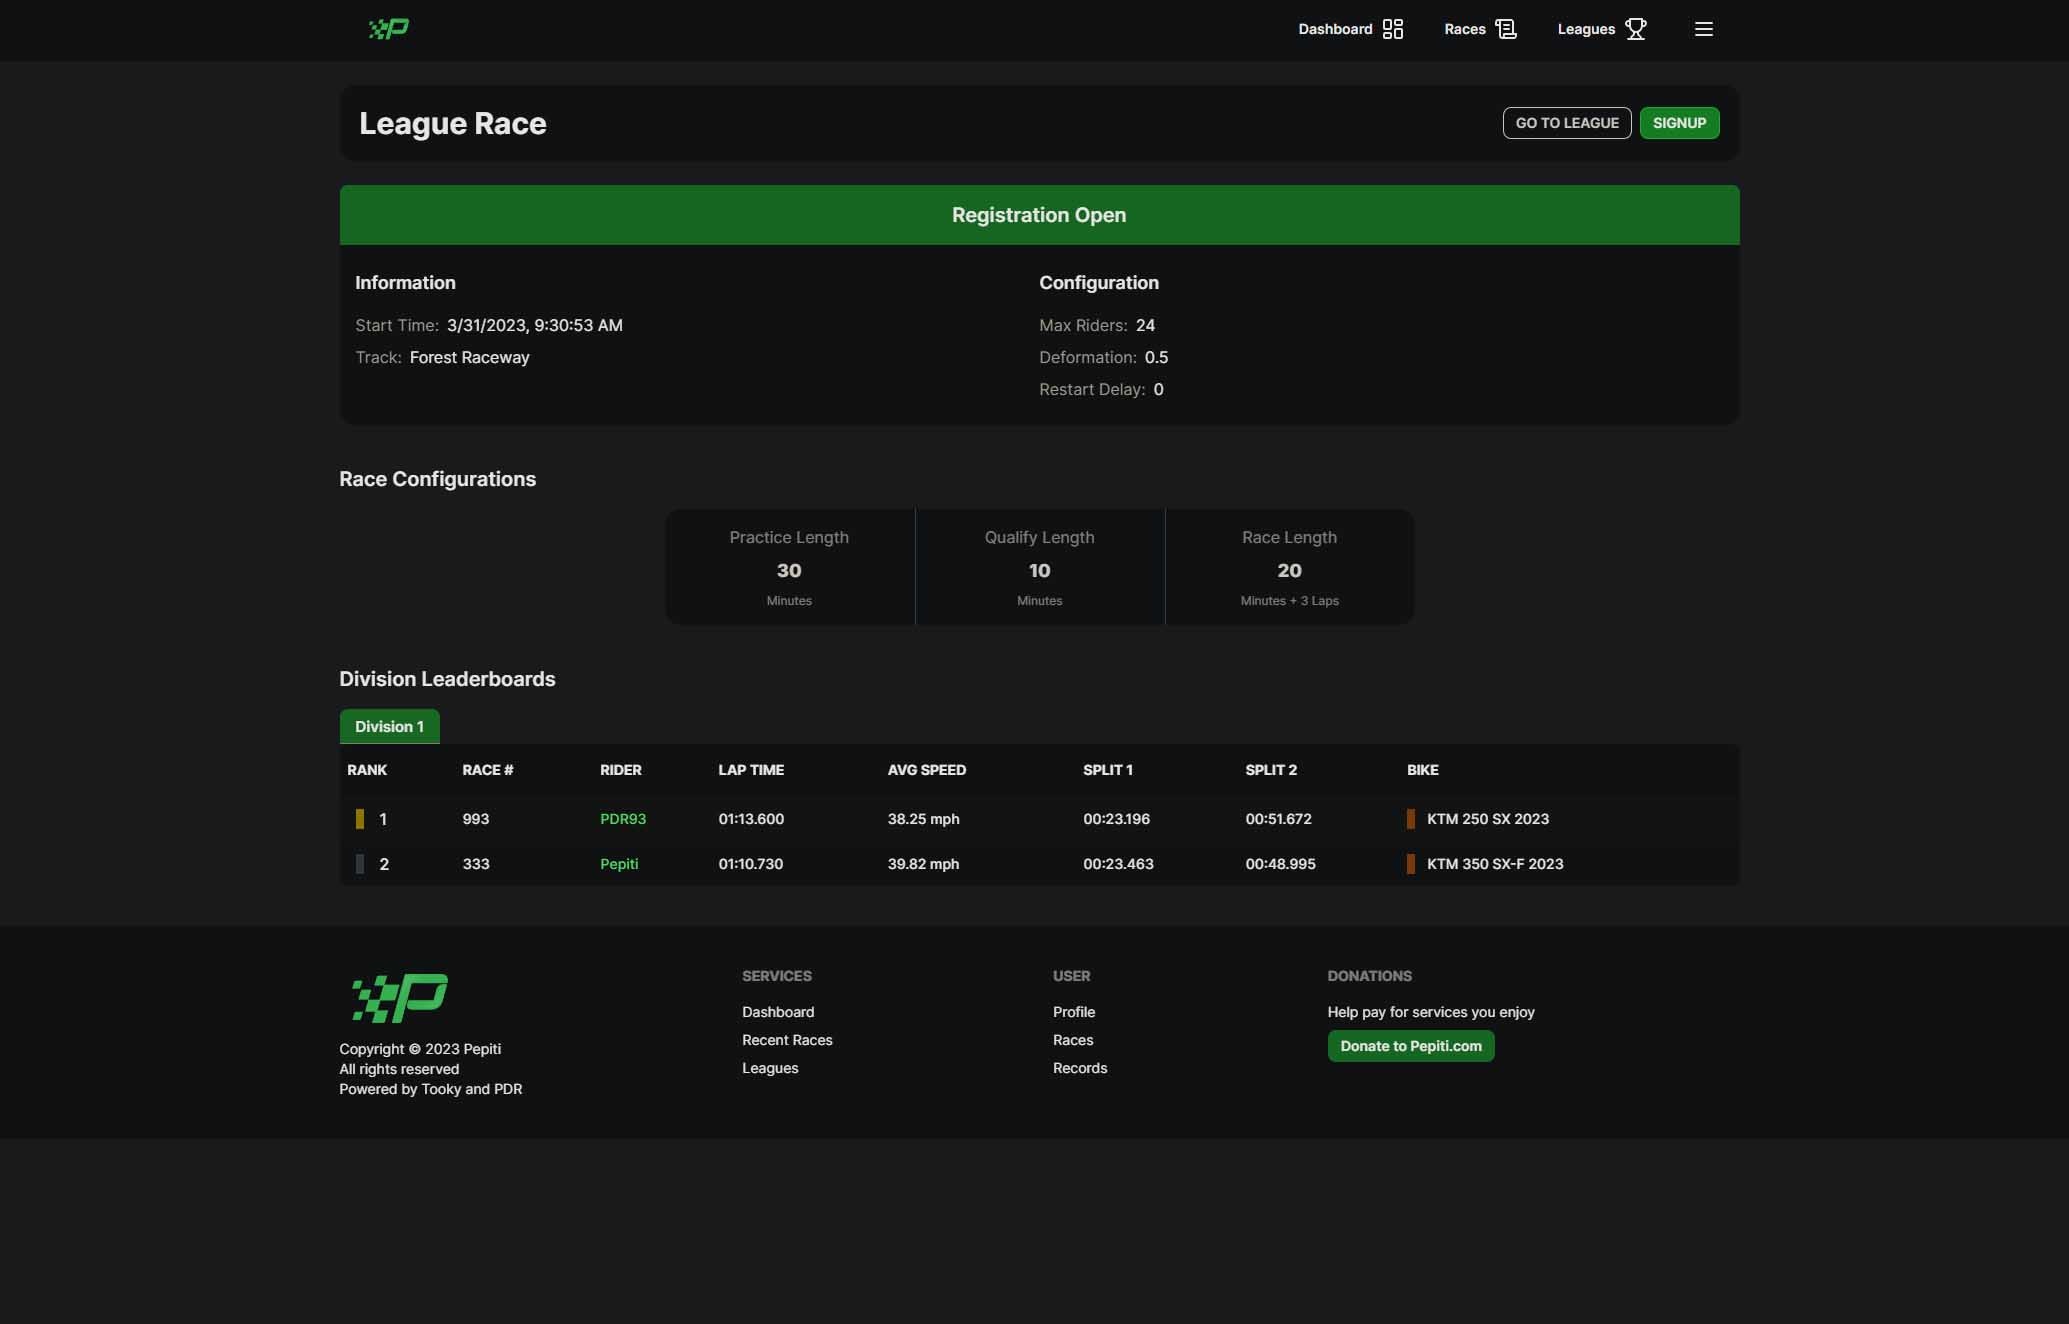 Dashboard Races Leagues
League Race GO TO LEAGUE SIGNUP
Registration Open
Information
Start Time: 3/31/2023, 9:30:53 AM
Track: Forest Raceway
Configuration
Max Riders: 24
Deformation: 0.5
Restart Delay: 0
Race Configurations
Practice Length
30
Minutes
Qualify Length
10
Minutes
Race Length
20
Minutes + 3 Laps
Division Leaderboards
Division 1
RANK RACE # RIDER LAP TIME AVG SPEED SPLIT 1 SPLIT 2 BIKE
1 993 PDR93 01:13.600 38.25 mph 00:23.196 00:51.672 KTM 250 SX 2023
2 333 Pepiti 01:10.730 39.82 mph 00:23.463 00:48.995 KTM 350 SX-F 2023
P
Copyright © 2023 Pepiti
All rights reserved
Powered by Tooky and PDR
SERVICES
Dashboard
Recent Races
Leagues
USER
Profile
Races
Records
DONATIONS
Help pay for services you enjoy
Donate to Pepiti.com